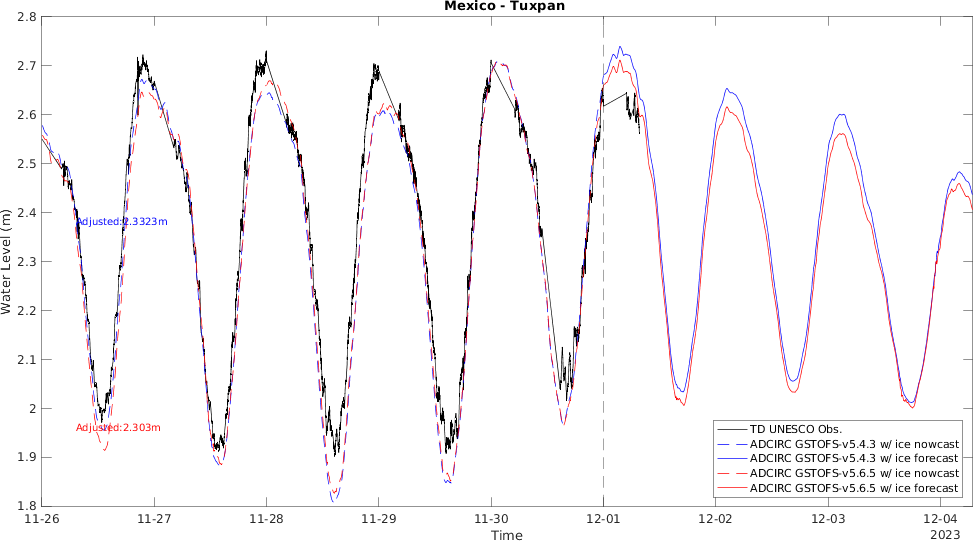 Mexico - Tuxpan
2.8
2.7
2.6
2.5
2.4
2.3
2.2
2.1
2
1.9
1.8
Water Level (m)
Adjusted:2.3323m
Adjusted:2.303m
TD UNESCO Obs.
ADCIRC GSTOFS-v5.4.3 w/ ice nowcast
ADCIRC GSTOFS-v5.4.3 w/ ice forecast
ADCIRC GSTOFS-v5.6.5 w/ ice nowcast
ADCIRC GSTOFS-v5.6.5 w/ ice forecast
11-26 11-27 11-28 11-29 11-30 12-01 12-02 12-03 12-04
Time 2023